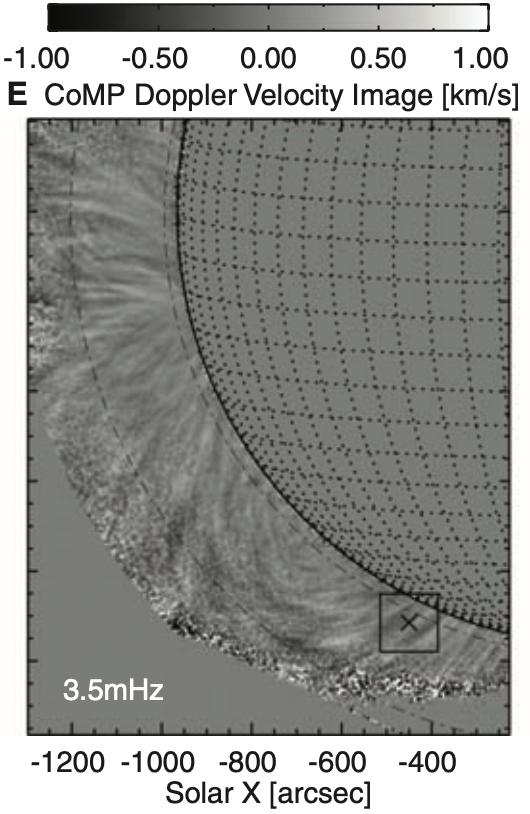 -1.00 -0.50 0.00 0.50 1.00
E CoMP Doppler Velocity Image [km/s]
3.5mHz
-1200 -1000 -800 -600 -400
Solar X [arcsec]